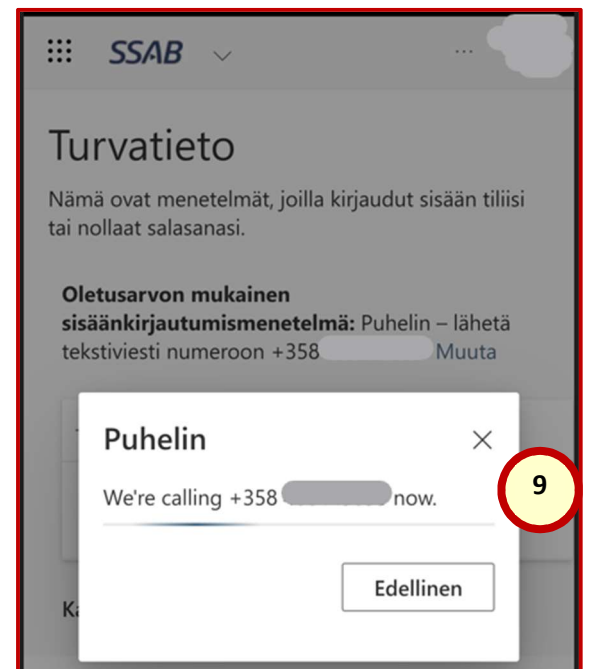 SSAB
...
Turvatieto
Nämä ovat menetelmät, joilla kirjaudut sisään tiliisi
tai nollaat salasanasi.
Oletusarvon mukainen
sisäänkirjautumismenetelmä: Puhelin – lähetä
tekstiviesti numeroon +358 Muuta
Puhelin
We're calling +358 now.
9
Edellinen